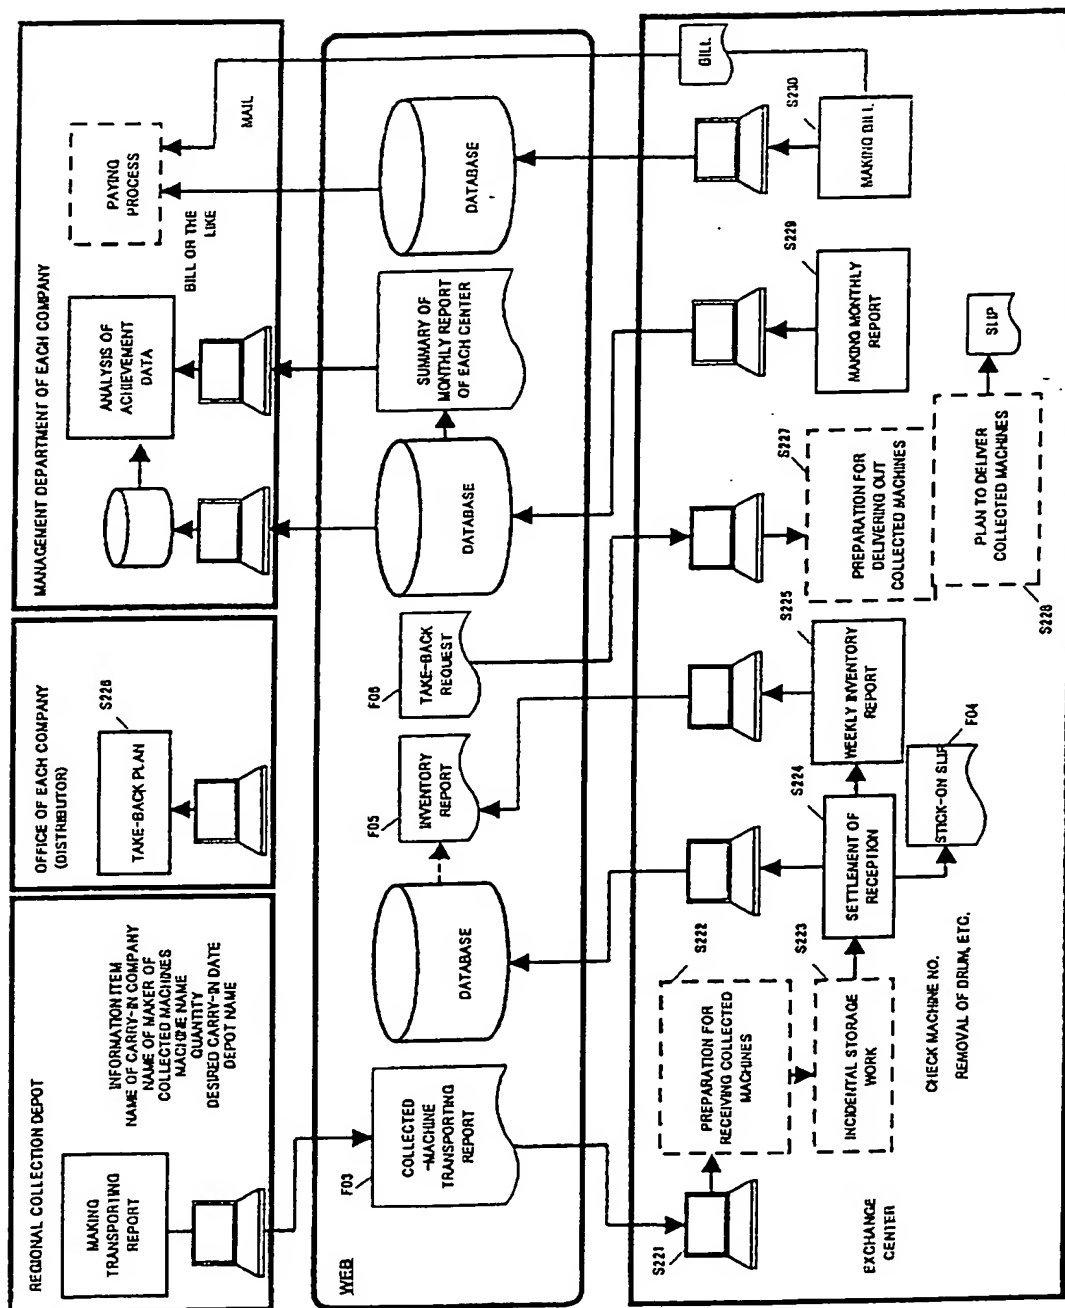 REGIONAL COLLECTION DEPOT
MAKING
TRANSPORTING
REPORT
INFORMATION ITEM
NAME OF CARRY-IN COMPANY
NAME OF MAKER OF
COLLECTED MACHINES
MACHINE NAME
QUANTITY
DESIRED CARRY-IN DATE
DEPOT NAME
OFFICE OF EACH COMPANY
(DISTRIBUTOR)
S226
TAKE-BACK PLAN
MANAGEMENT DEPARTMENT OF EACH COMPANY
ANALYSIS OF
ACHIEVEMENT
DATA
BILL OR THE
LIKE
PAYING
PROCESS
MAIL
WEB
F03
COLLECTED
-MACHINE
TRANSPORTING
REPORT
DATABASE
F05
INVENTORY
REPORT
F06
TAKE-BACK
REQUEST
DATABASE
SUMMARY OF
MONTHLY REPORT
OF EACH CENTER
DATABASE
BILL
S221
EXCHANGE
CENTER
S222
PREPARATION FOR
RECEIVING COLLECTED
MACHINES
S223
INCIDENTAL STORAGE
WORK
CHECK MACHINE NO.
REMOVAL OF DRUM, ETC.
S224
SETTLEMENT OF
RECEPTION
STICK-ON SLIP
F04
S225
WEEKLY INVENTORY
REPORT
S227
PREPARATION FOR
DELIVERING OUT
COLLECTED MACHINES
S228
PLAN TO DELIVER
COLLECTED MACHINES
SLIP
S229
MAKING MONTHLY
REPORT
S230
MAKING BILL